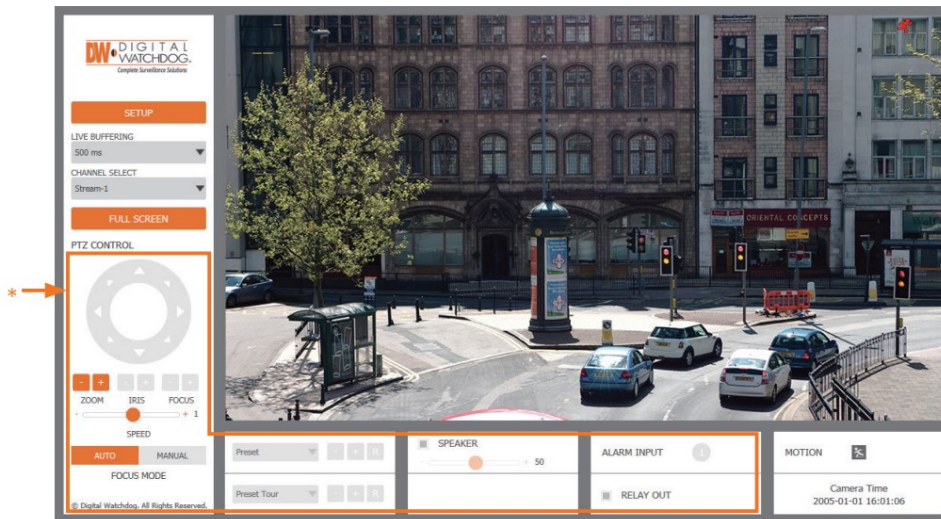 DW DIGITAL
WATCHDOG
Complete Surveillance Solutions
SETUP
LIVE BUFFERING
500 ms
CHANNEL SELECT
Stream-1
FULL SCREEN
PTZ CONTROL
*
- + - + - +
ZOOM IRIS FOCUS
- + 1
SPEED
AUTO MANUAL
FOCUS MODE
© Digital Watchdog. All Rights Reserved.
ORIENTAL CONCEPTS
Preset - + R
Preset Tour - + R
SPEAKER
- + 50
ALARM INPUT 1
RELAY OUT
MOTION
Camera Time
2005-01-01 16:01:06